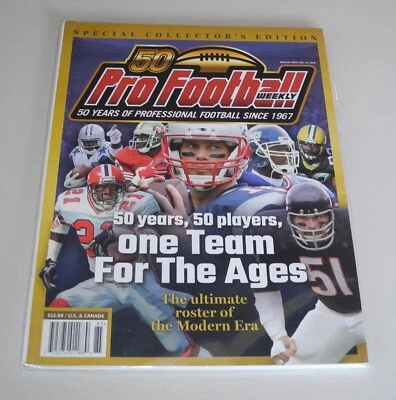 SPECIAL COLLECTOR'S EDITION
50
Pro Football
WEEKLY
50 YEARS OF PROFESSIONAL FOOTBALL SINCE 1967
50 years, 50 players,
one Team
For The Ages
51
21
The ultimate
roster of
the Modern Era
$12.99 / U.S. & CANADA